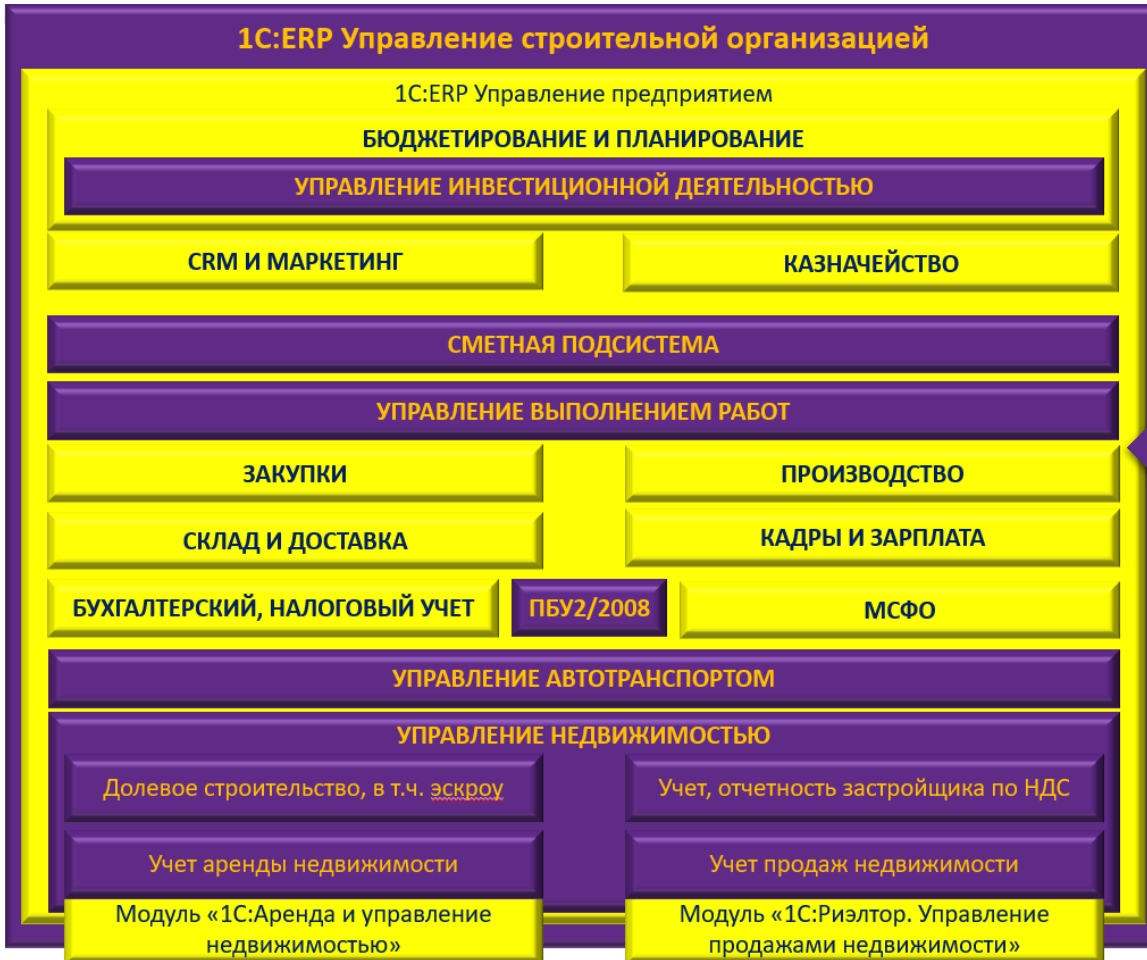 1С:ERP Управление строительной организацией
1С:ERP Управление предприятием
БЮДЖЕТИРОВАНИЕ И ПЛАНИРОВАНИЕ
УПРАВЛЕНИЕ ИНВЕСТИЦИОННОЙ ДЕЯТЕЛЬНОСТЬЮ
CRM И МАРКЕТИНГ
КАЗНАЧЕЙСТВО
СМЕТНАЯ ПОДСИСТЕМА
УПРАВЛЕНИЕ ВЫПОЛНЕНИЕМ РАБОТ
ЗАКУПКИ
ПРОИЗВОДСТВО
СКЛАД И ДОСТАВКА
КАДРЫ И ЗАРПЛАТА
БУХГАЛТЕРСКИЙ, НАЛОГОВЫЙ УЧЕТ
ПБУ2/2008
МСФО
УПРАВЛЕНИЕ АВТОТРАНСПОРТОМ
УПРАВЛЕНИЕ НЕДВИЖИМОСТЬЮ
Долевое строительство, в т.ч. эскроу
Учет, отчетность застройщика по НДС
Учет аренды недвижимости
Учет продаж недвижимости
Модуль «1С:Аренда и управление
недвижимостью»
Модуль «1С:Риэлтор. Управление
продажами недвижимости»